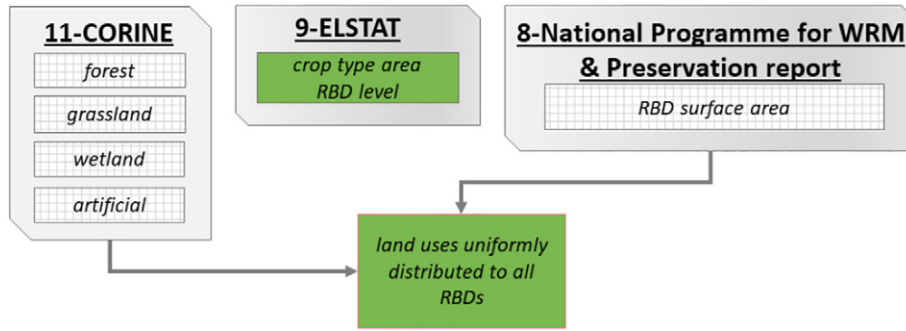 11-CORINE
forest
grassland
wetland
artificial
9-ELSTAT
crop type area
RBD level
8-National Programme for WRM
& Preservation report
RBD surface area
land uses uniformly
distributed to all
RBDs